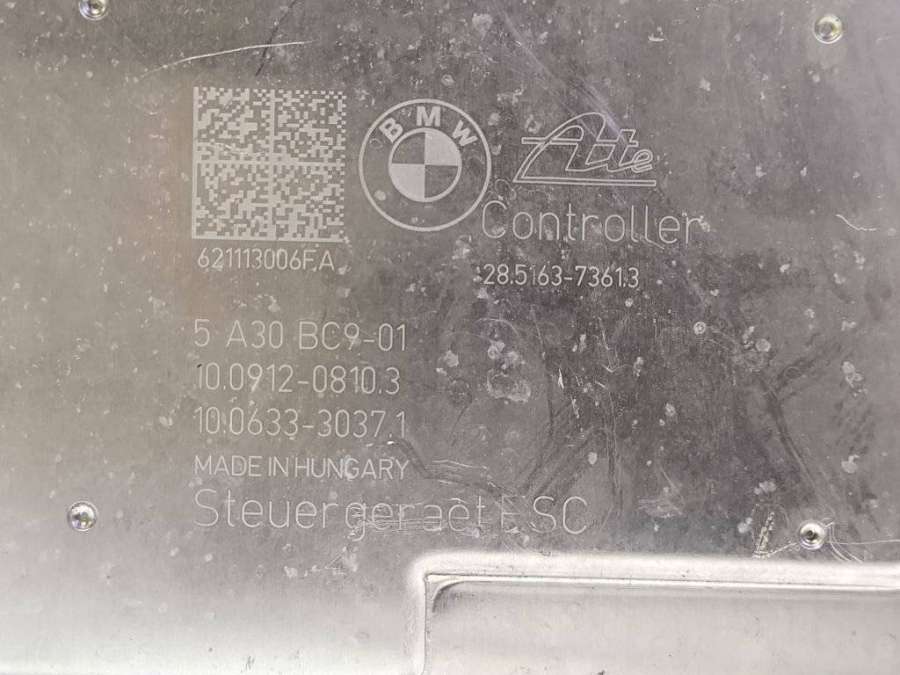 BMW
Ate
Controller
621113006FA
28.5163-7361.3
5 A30 BC9-01
10.0912-0810.3
10.0633-3037.1
MADE IN HUNGARY
Steuergeraet ESC